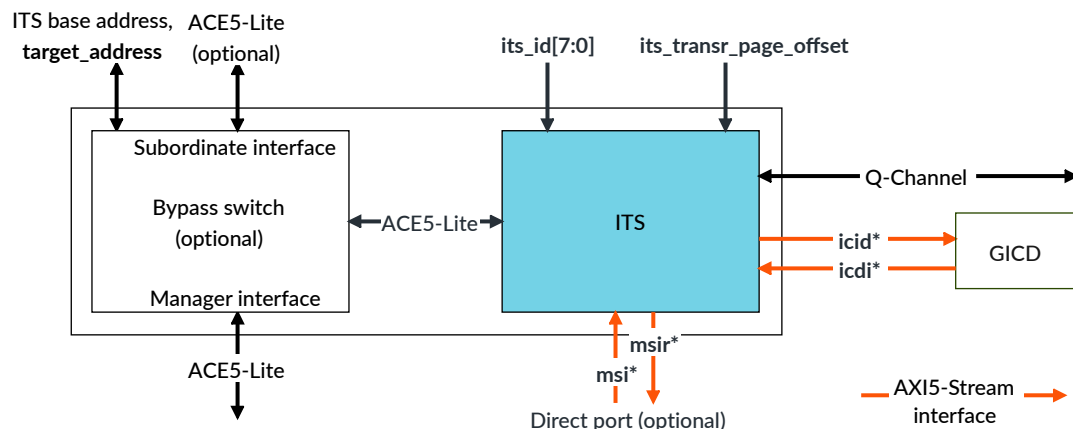 ITS base address,
target_address
ACE5-Lite
(optional)
its_id[7:0]
its_transr_page_offset
Subordinate interface
Bypass switch
(optional)
Manager interface
ACE5-Lite
ITS
Q-Channel
icid*
icdi*
GICD
msir*
msi*
ACE5-Lite
Direct port (optional)
AXI5-Stream
interface